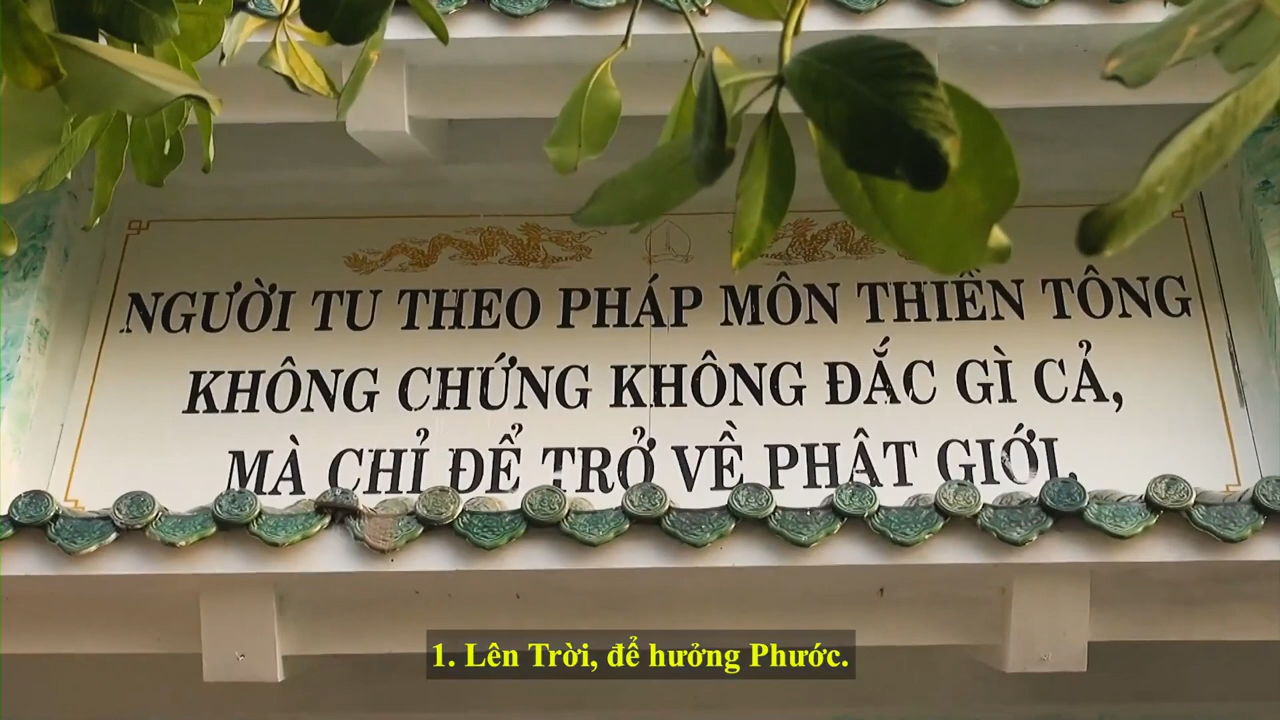 NGƯỜI TU THEO PHÁP MÔN THIỀN TÔNG
KHÔNG CHỨNG KHÔNG ĐẮC GÌ CẢ,
MÀ CHỈ ĐỂ TRỞ VỀ PHẬT GIỚI.
1. Lên Trời, để hưởng Phước.